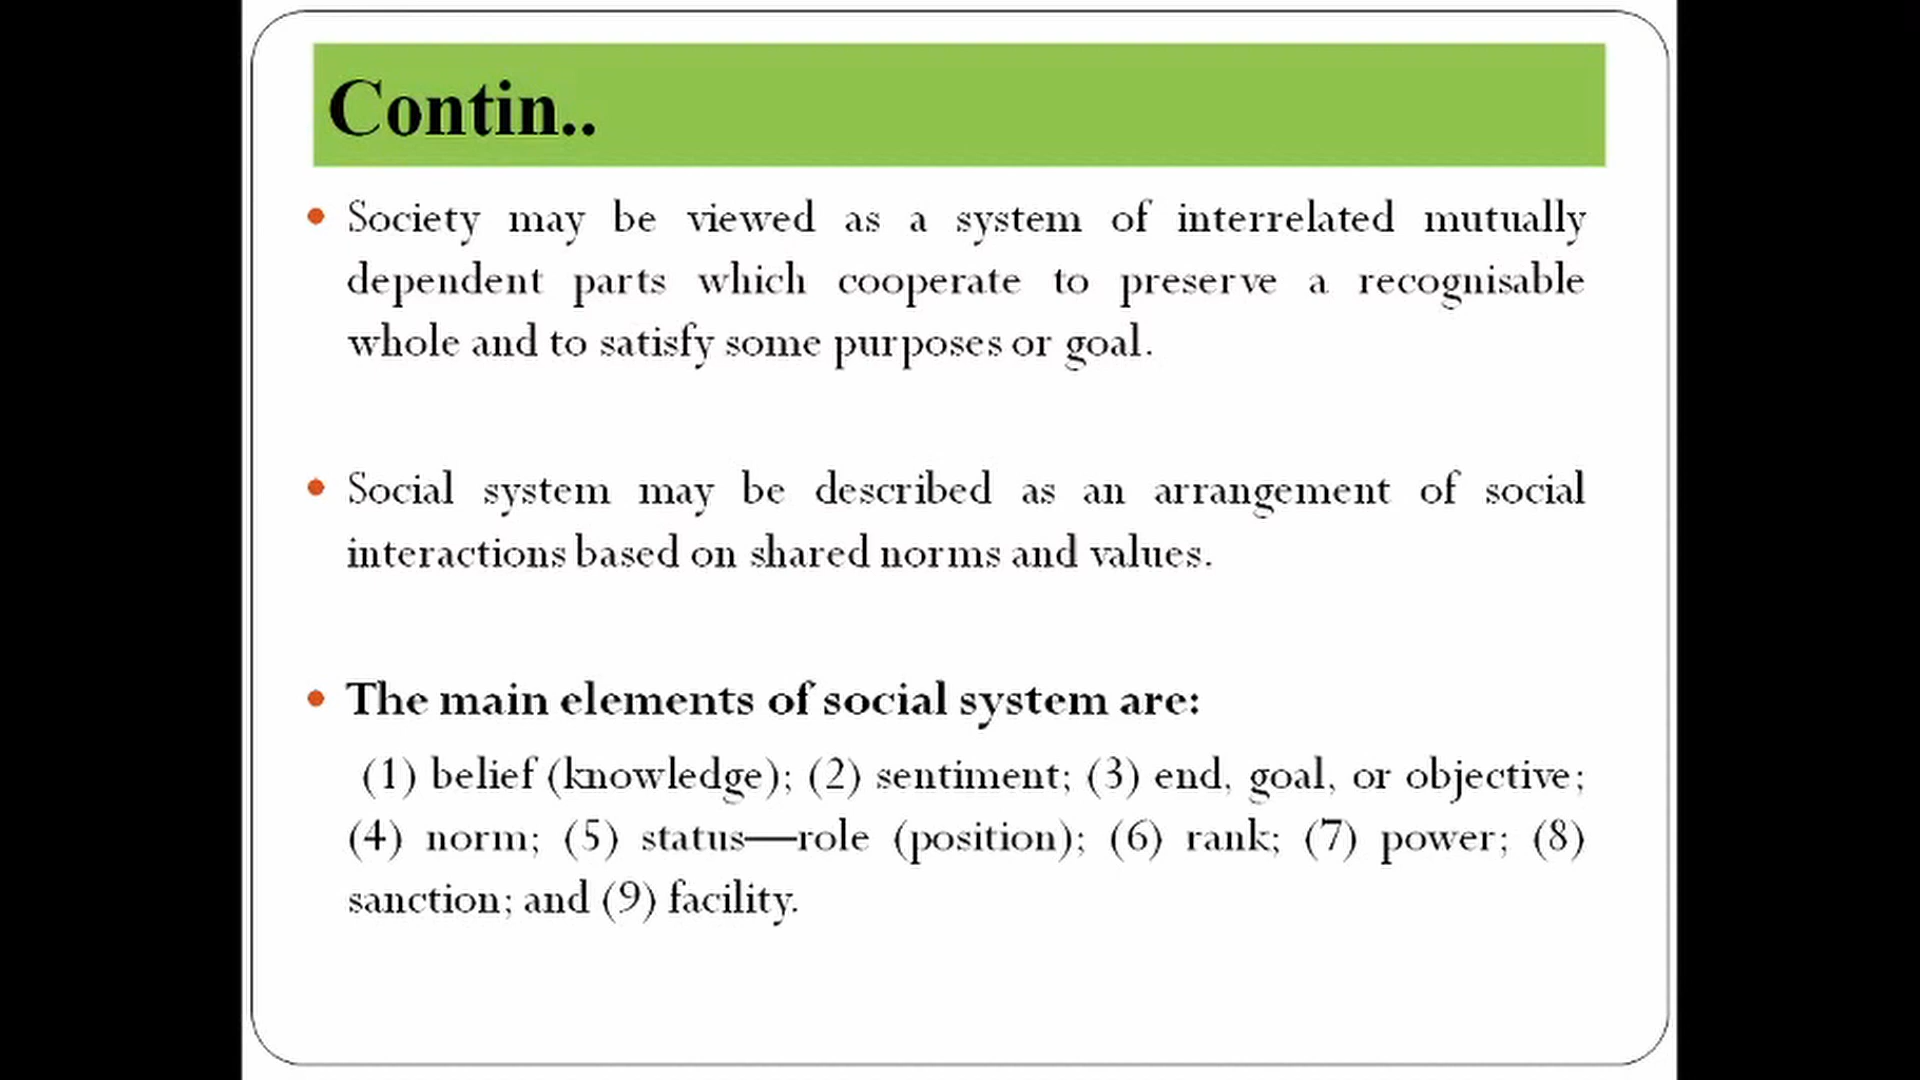 Contin..
Society may be viewed as a system of interrelated mutually
dependent parts which cooperate to preserve a recognisable
whole and to satisfy some purposes or goal.
Social system may be described as an arrangement of social
interactions based on shared norms and values.
The main elements of social system are:
(1) belief (knowledge); (2) sentiment; (3) end, goal, or objective;
(4) norm; (5) status—role (position); (6) rank; (7) power; (8)
sanction; and (9) facility.